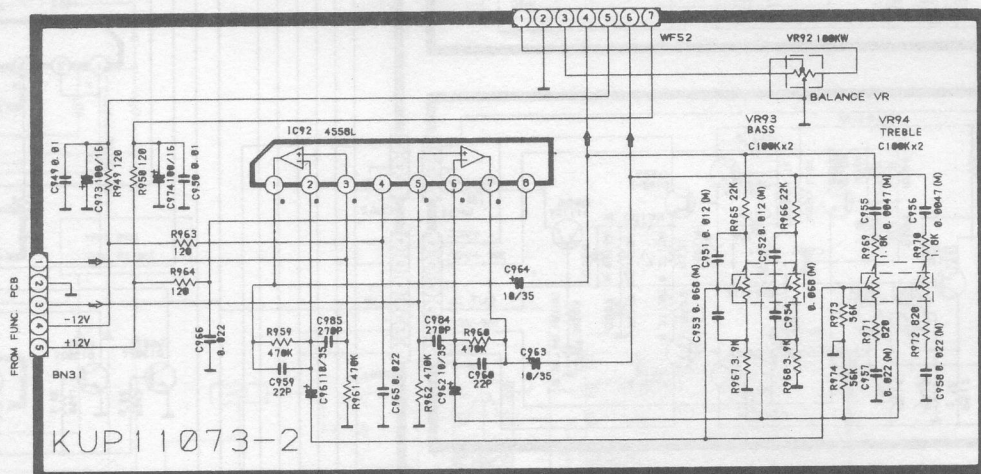 1 2 3 4 5 6 7
WF52
VR92 100KW
BALANCE VR
VR93
BASS
C100Kx2
VR94
TREBLE
C100Kx2
IC92 4558L
1 2 3 4 5 6 7 8
C949 0.01
C973 100/16
R949 120
R950 120
C974 100/16
C950 0.01
R963
120
R964
120
C966
0.022
FROM FUNC. PCB
1
2
3
4
5
-12V
+12V
BN31
R959
470K
C959
22P
C985
270P
C961 10/35
R961 470K
C965 0.022
R962 470K
C984
270P
C962 10/35
R960
470K
C960
22P
C964
10/35
C963
10/35
R965 22K
C951 0.012(M)
C952 0.012(M)
R966 22K
C953 0.068(M)
C954
0.068(M)
R967 3.9K
R968 3.9K
C955
0.0047(M)
C956
0.0047(M)
R969
1.8K
R970
1.8K
R973
56K
R974
56K
R971
820
R972 820
C957
0.022(M)
C958 0.022(M)
KUP11073-2